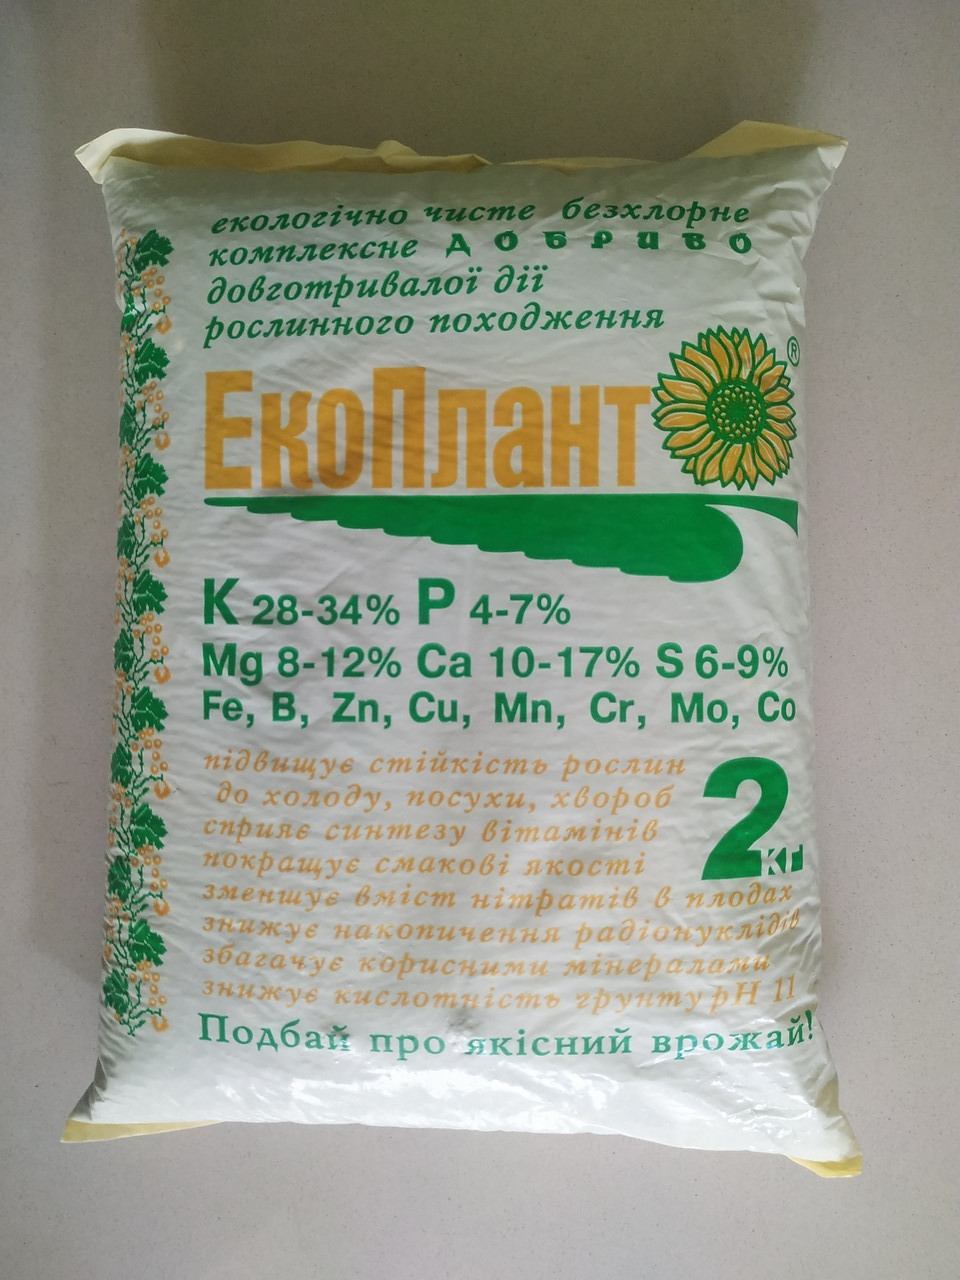 екологічно чисте безхлорне
комплексне ДОБРИВО
довготривалої дії
рослинного походження
ЕкоПлант ®
K 28-34% P 4-7%
Mg 8-12% Ca 10-17% S 6-9%
Fe, B, Zn, Cu, Mn, Cr, Mo, Co
підвищує стійкість рослин
до холоду, посухи, хвороб
сприяє синтезу вітамінів
покращує смакові якості
2кг
зменшує вміст нітратів в плодах
знижує накопичення радіонуклідів
збагачує корисними мінералами
знижує кислотність грунту pH 11
Подбай про якісний врожай!